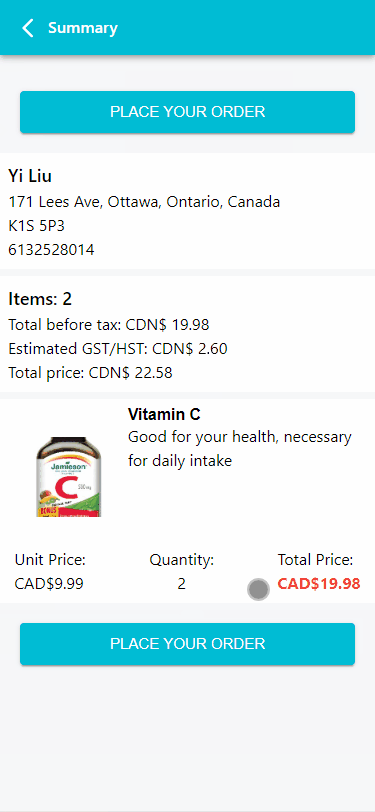 Summary
PLACE YOUR ORDER
Yi Liu
171 Lees Ave, Ottawa, Ontario, Canada
K1S 5P3
6132528014
Items: 2
Total before tax: CDN$ 19.98
Estimated GST/HST: CDN$ 2.60
Total price: CDN$ 22.58
Vitamin C
Good for your health, necessary
for daily intake
Jamieson
C
BONUS
Unit Price:
Quantity:
Total Price:
CAD$9.99
2
CAD$19.98
PLACE YOUR ORDER